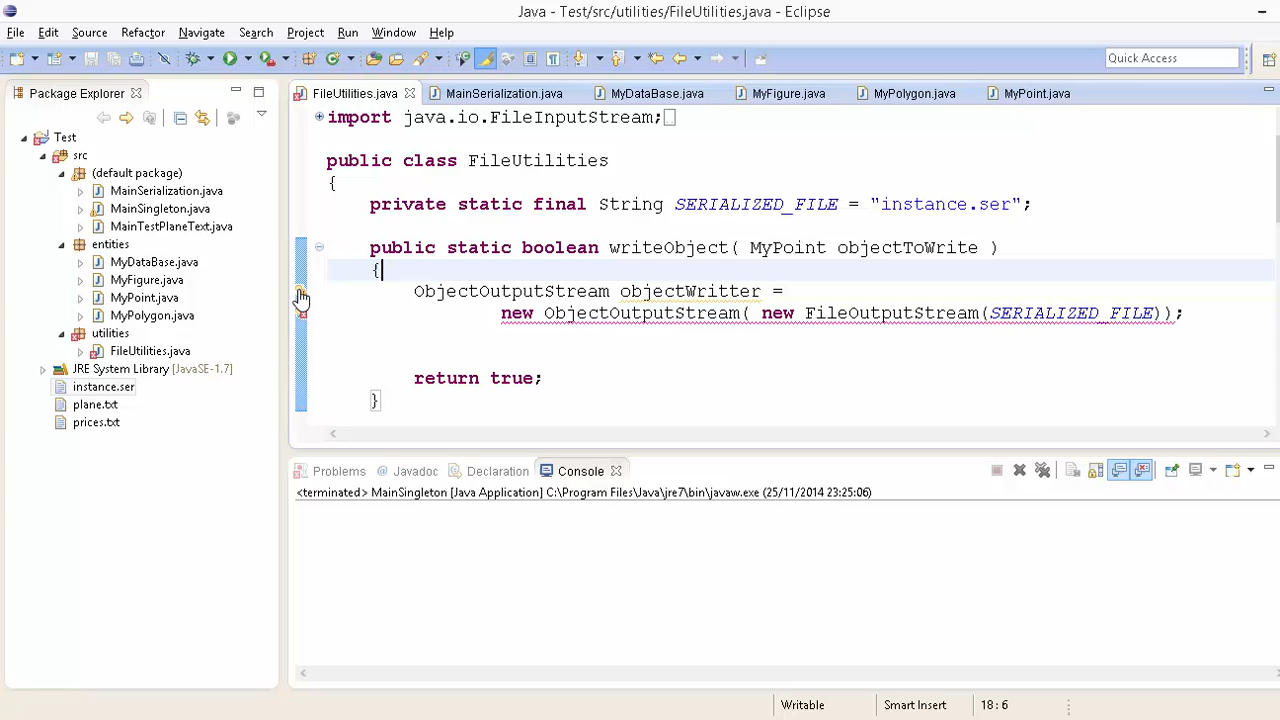 Java - Test/src/utilities/FileUtilities.java - Eclipse
File Edit Source Refactor Navigate Search Project Run Window Help
Quick Access
Package Explorer
FileUtilities.java MainSerialization.java MyDataBase.java MyFigure.java MyPolygon.java MyPoint.java
Test
src
(default package)
MainSerialization.java
MainSingleton.java
MainTestPlaneText.java
entities
MyDataBase.java
MyFigure.java
MyPoint.java
MyPolygon.java
utilities
FileUtilities.java
JRE System Library [JavaSE-1.7]
instance.ser
plane.txt
prices.txt
import java.io.FileInputStream;
public class FileUtilities
{
private static final String SERIALIZED_FILE = "instance.ser";
public static boolean writeObject( MyPoint objectToWrite )
{
ObjectOutputStream objectWritter =
new ObjectOutputStream( new FileOutputStream(SERIALIZED_FILE));
return true;
}
Problems Javadoc Declaration Console
<terminated> MainSingleton [Java Application] C:\Program Files\Java\jre7\bin\javaw.exe (25/11/2014 23:25:06)
Writable Smart Insert 18 : 6